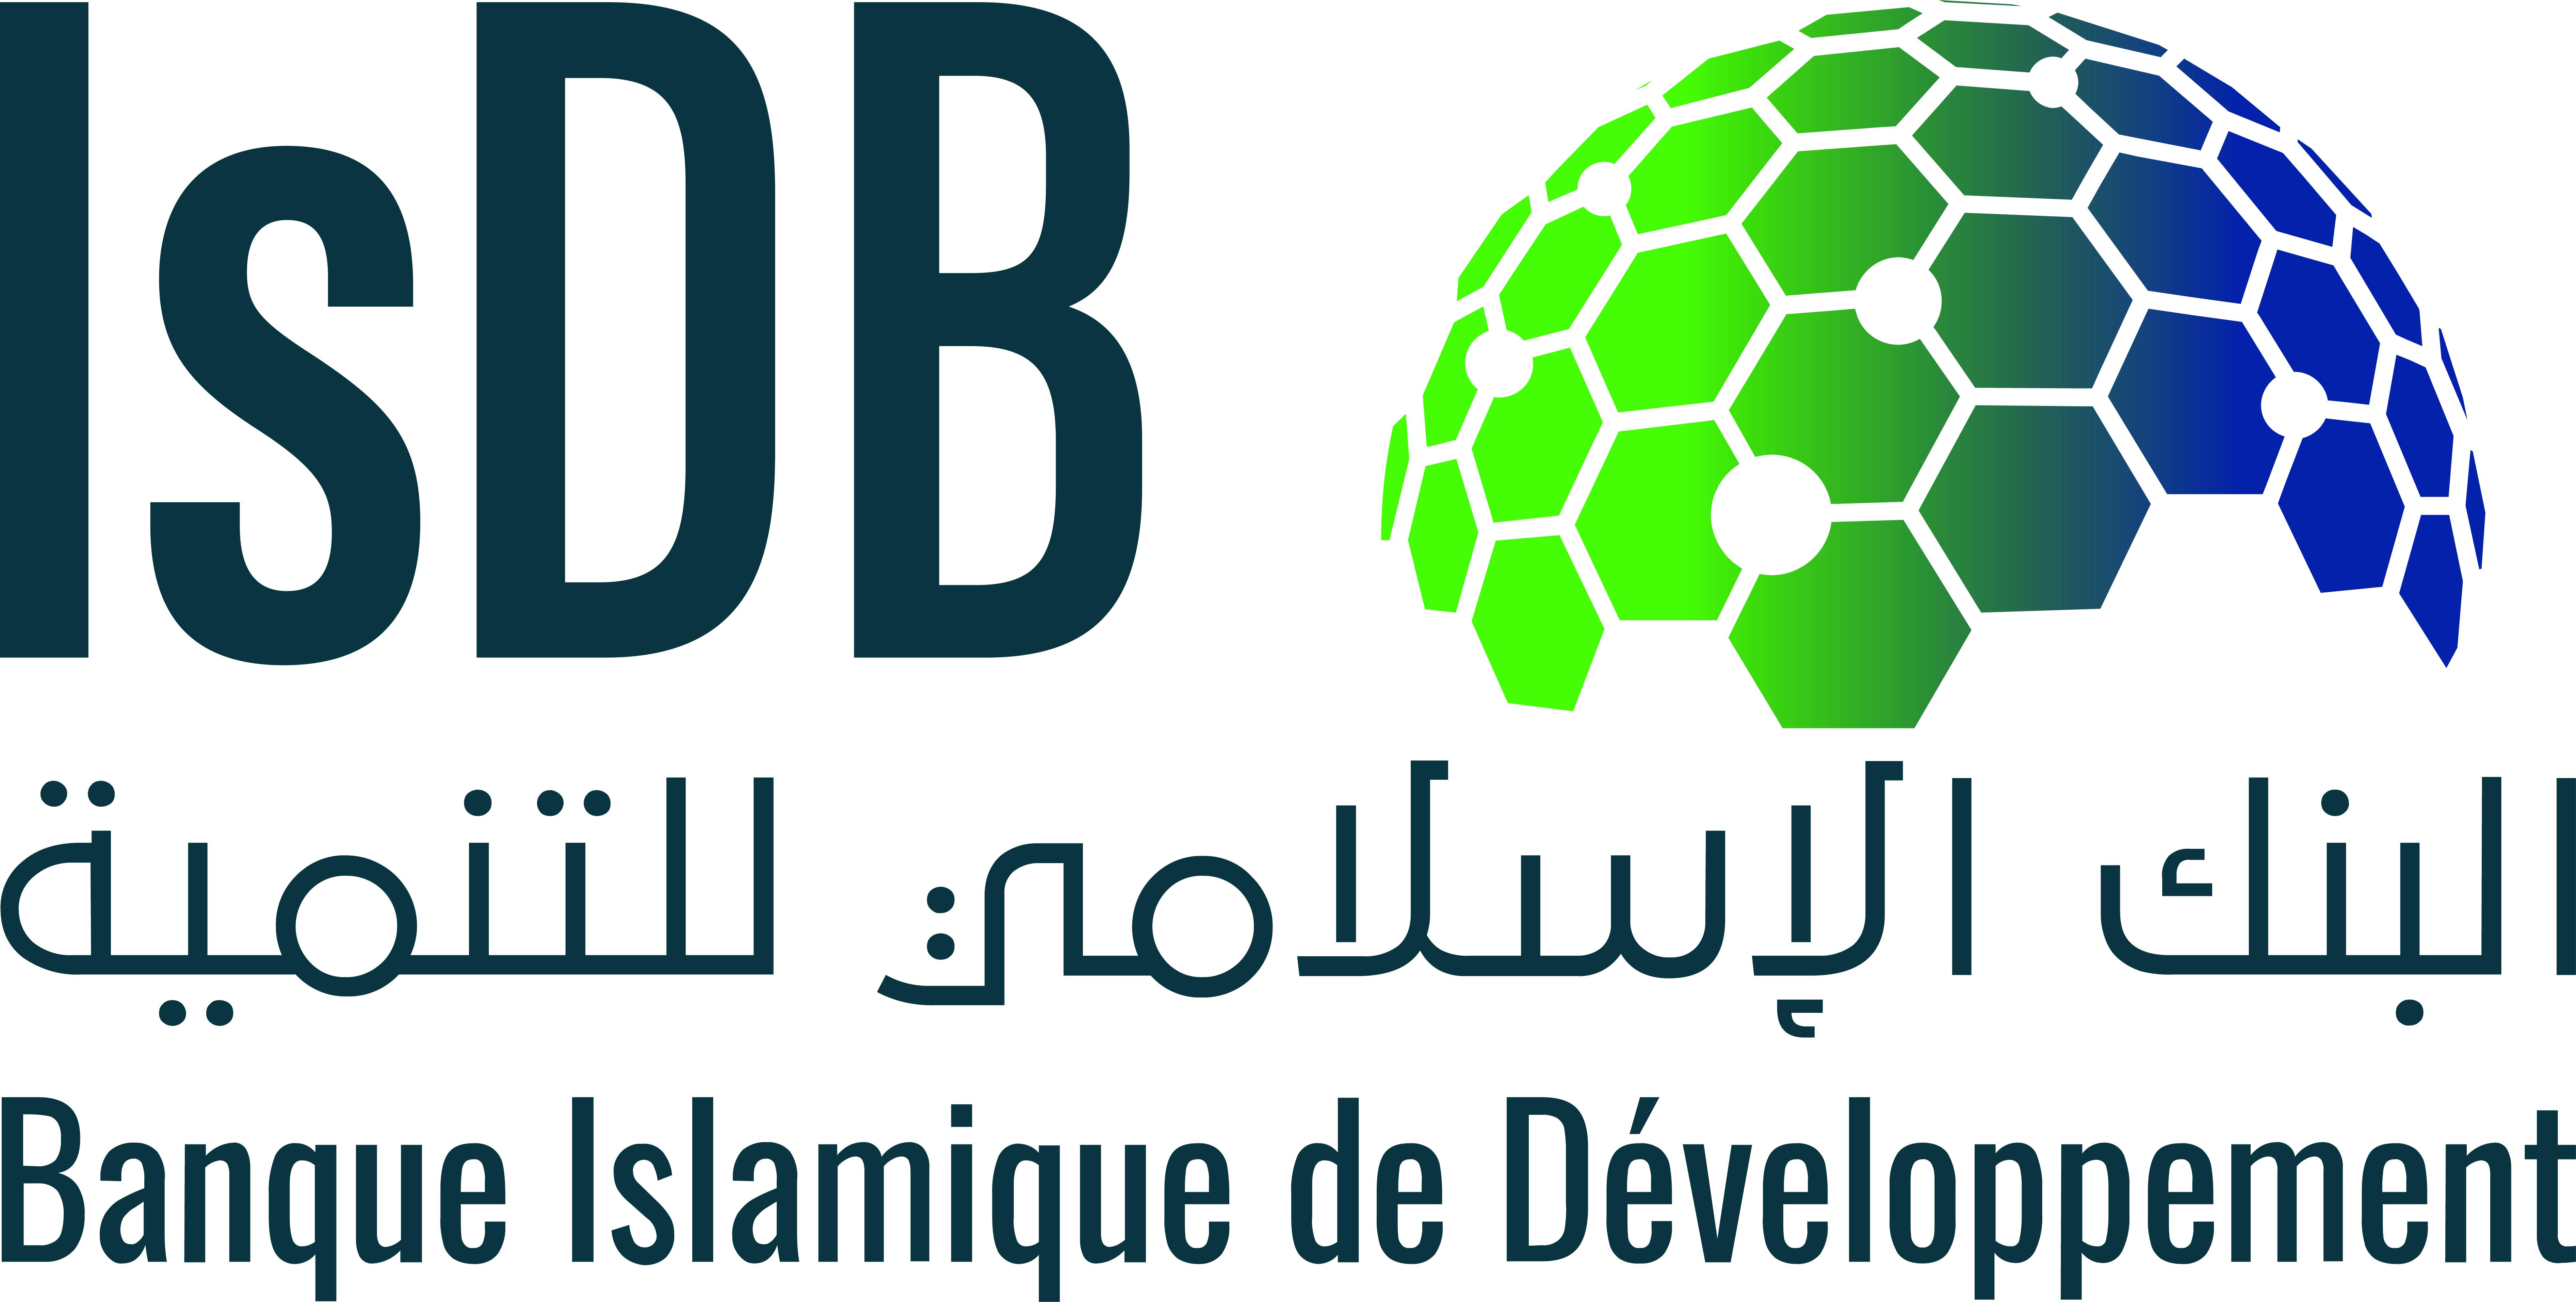 IsDB
البنك الإسلامي للتنمية
Banque Islamique de Développement